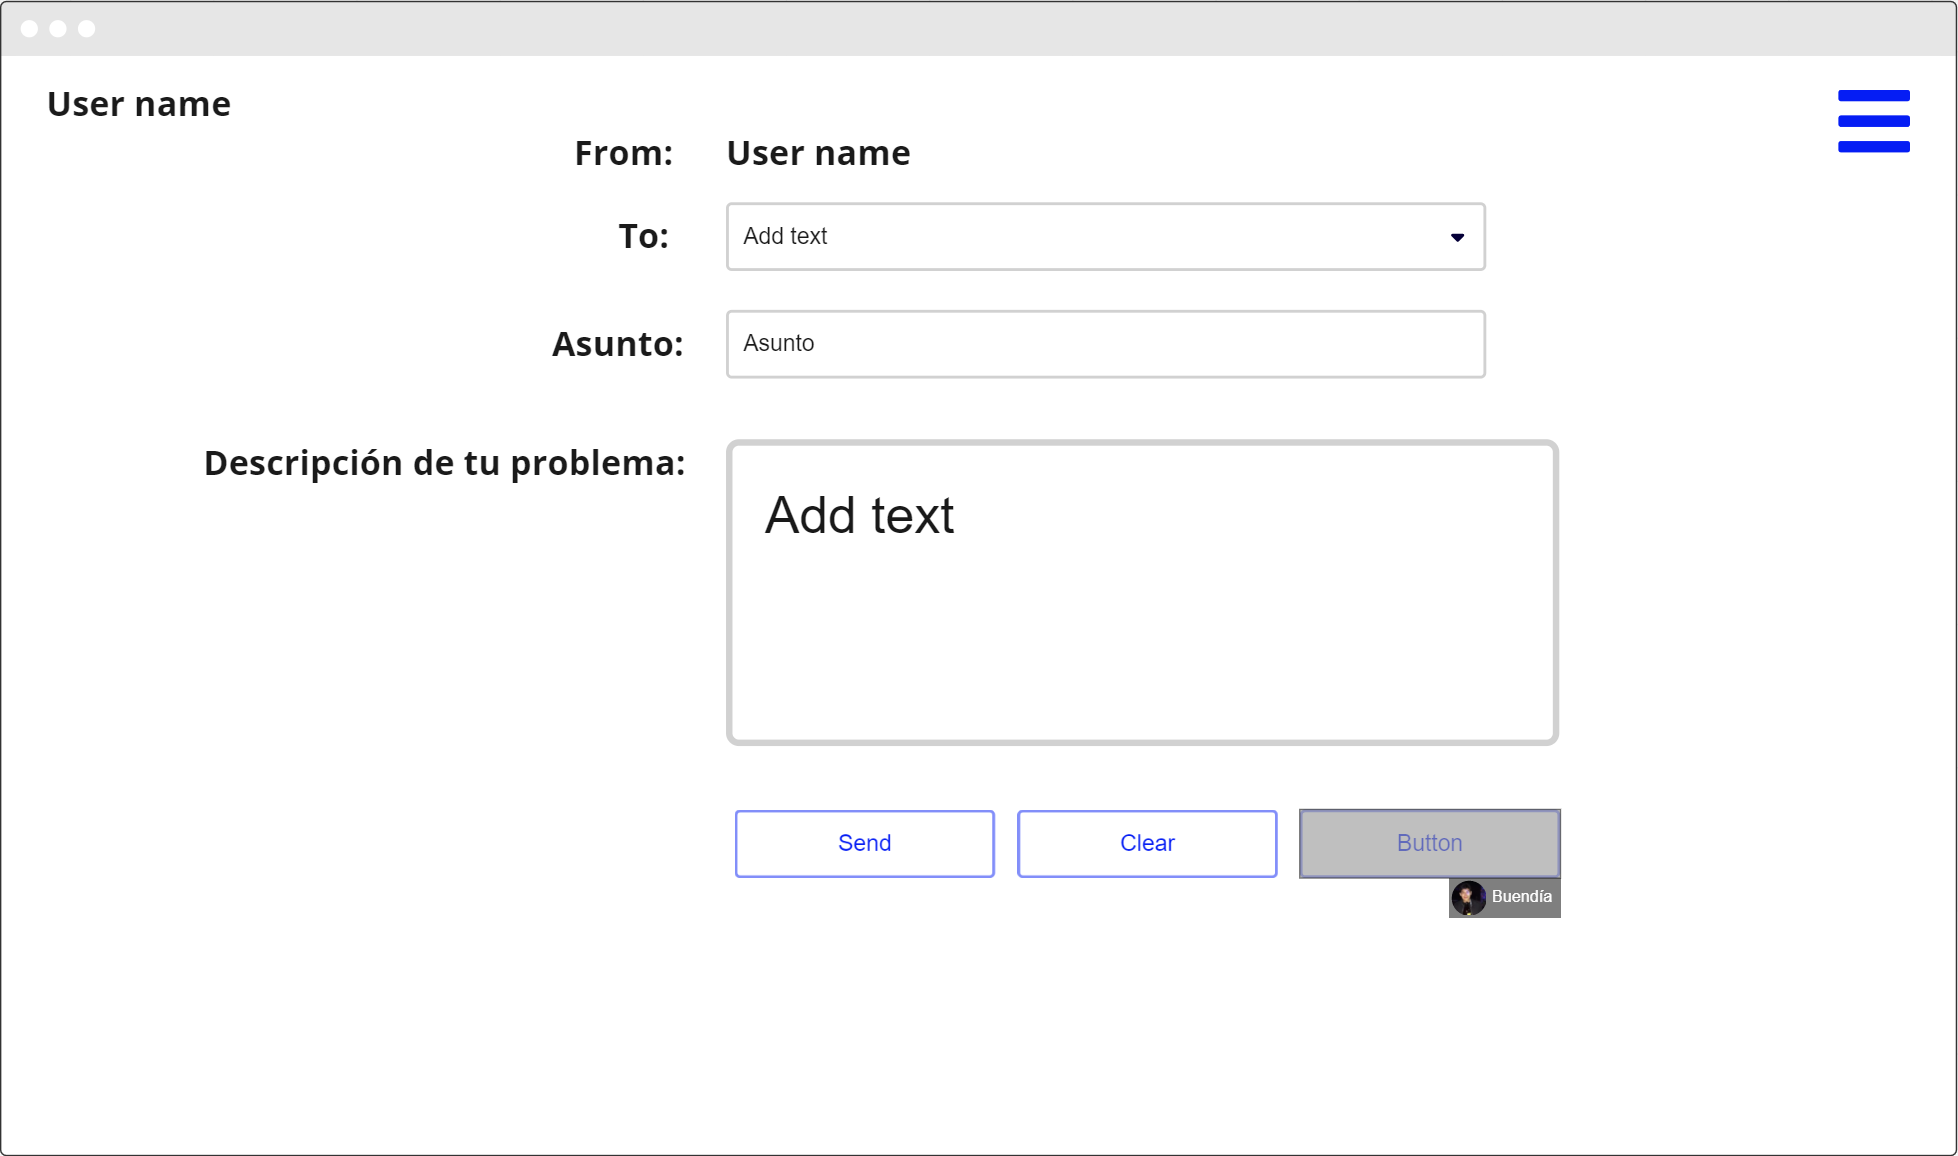 User name
From: User name
To: Add text
Asunto: Asunto
Descripción de tu problema:
Add text
Send Clear Button
Buendía